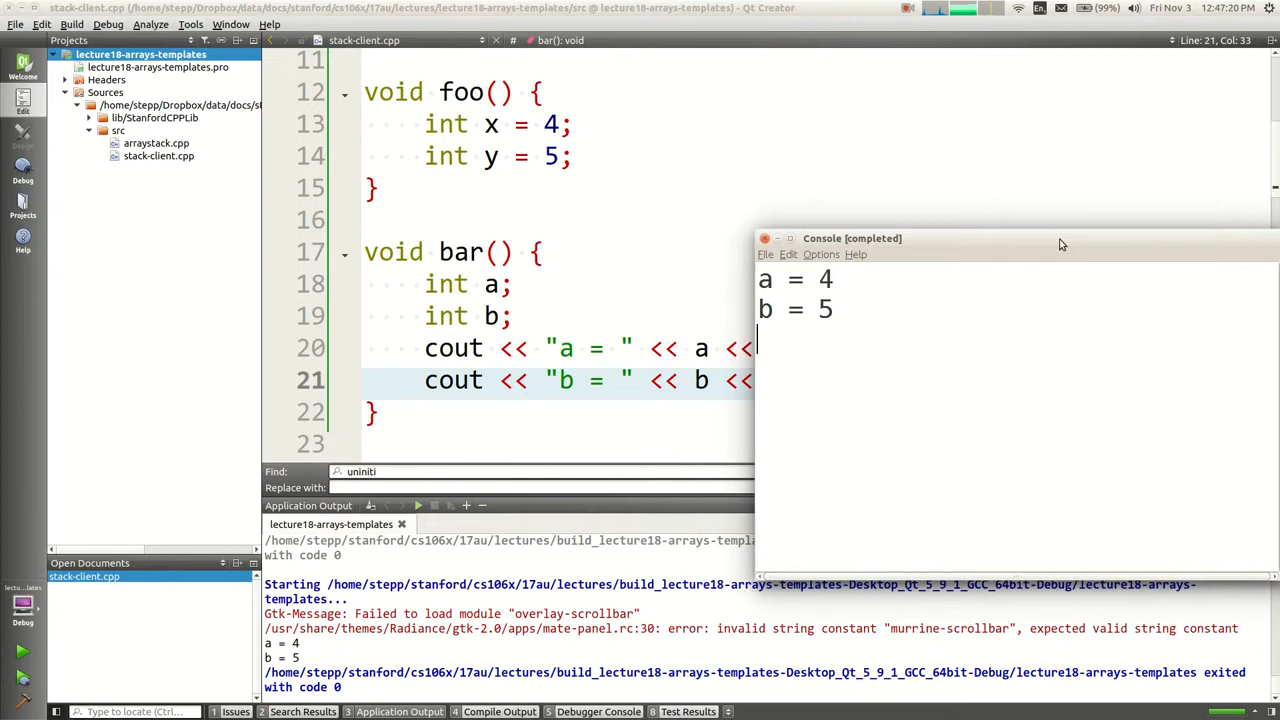 stack-client.cpp (/home/stepp/Dropbox/data/docs/stanford/cs106x/17au/lectures/lecture18-arrays-templates/src @ lecture18-arrays-templates) - Qt Creator
En
(99%)
Fri Nov 3
12:47:20
File Edit Build Debug Analyze Tools Window Help
Projects
stack-client.cpp
#
bar(): void
Line: 21, Col: 33
Welcome
Edit
Design
Debug
Projects
Help
lecture18-arrays-templates
lecture18-arrays-templates.pro
Headers
Sources
/home/stepp/Dropbox/data/docs/st
lib/StanfordCPPLib
src
arraystack.cpp
stack-client.cpp
11
12 void foo() {
13 int x = 4;
14 int y = 5;
15 }
16
17 void bar() {
18 int a;
19 int b;
20 cout << "a = " << a <<
21 cout << "b = " << b <<
22 }
23
Console [completed]
File Edit Options Help
a = 4
b = 5
Find: uniniti
Replace with:
Application Output
lecture18-arrays-templates
/home/stepp/stanford/cs106x/17au/lectures/build_lecture18-arrays-templa
with code 0
Starting /home/stepp/stanford/cs106x/17au/lectures/build_lecture18-arrays-templates-Desktop_Qt_5_9_1_GCC_64bit-Debug/lecture18-arrays-
templates...
Gtk-Message: Failed to load module "overlay-scrollbar"
/usr/share/themes/Radiance/gtk-2.0/apps/mate-panel.rc:30: error: invalid string constant "murrine-scrollbar", expected valid string constant
a = 4
b = 5
/home/stepp/stanford/cs106x/17au/lectures/build_lecture18-arrays-templates-Desktop_Qt_5_9_1_GCC_64bit-Debug/lecture18-arrays-templates exited
with code 0
Open Documents
stack-client.cpp
lectu...lates
Debug
Type to locate (Ctrl...
1 Issues
2 Search Results
3 Application Output
4 Compile Output
5 Debugger Console
8 Test Results